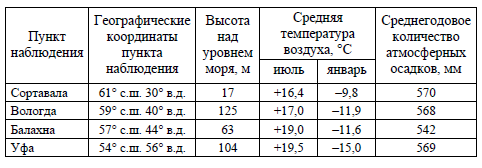 Пункт наблюдения | Географические координаты пункта наблюдения | Высота над уровнем моря, м | Средняя температура воздуха, °С | Среднегодовое количество атмосферных осадков, мм
июль | январь
Сортавала | 61° с.ш. 30° в.д. | 17 | +16,4 | –9,8 | 570
Вологда | 59° с.ш. 40° в.д. | 125 | +17,0 | –11,9 | 568
Балахна | 57° с.ш. 44° в.д. | 63 | +19,0 | –11,6 | 542
Уфа | 54° с.ш. 56° в.д. | 104 | +19,5 | –15,0 | 569